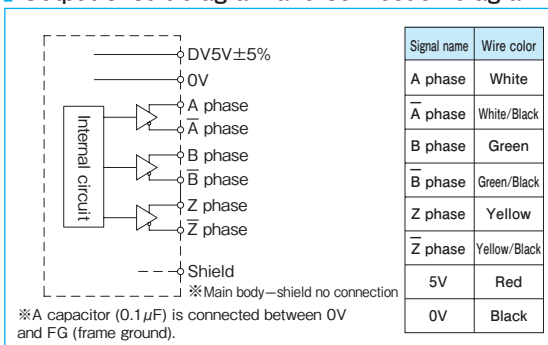 DV5V±5%
0V
A phase
A̅ phase
B phase
B̅ phase
Z phase
Z̅ phase
Internal circuit
Shield
※Main body—shield no connection
※A capacitor (0.1μF) is connected between 0V
and FG (frame ground).
Signal name Wire color
A phase White
A̅ phase White/Black
B phase Green
B̅ phase Green/Black
Z phase Yellow
Z̅ phase Yellow/Black
5V Red
0V Black